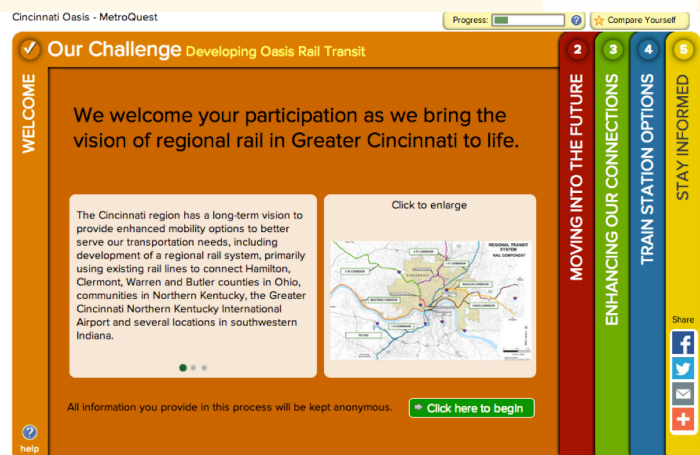 Cincinnati Oasis - MetroQuest
Progress:
?
Compare Yourself
Our Challenge Developing Oasis Rail Transit
WELCOME
We welcome your participation as we bring the
vision of regional rail in Greater Cincinnati to life.
The Cincinnati region has a long-term vision to
provide enhanced mobility options to better
serve our transportation needs, including
development of a regional rail system, primarily
using existing rail lines to connect Hamilton,
Clermont, Warren and Butler counties in Ohio,
communities in Northern Kentucky, the Greater
Cincinnati Northern Kentucky International
Airport and several locations in southwestern
Indiana.
Click to enlarge
REGIONAL TRANSIT
SYSTEM
RAIL COMPONENT
CINCINNATI
All information you provide in this process will be kept anonymous.
Click here to begin
?
help
2
MOVING INTO THE FUTURE
3
ENHANCING OUR CONNECTIONS
4
TRAIN STATION OPTIONS
5
STAY INFORMED
Share